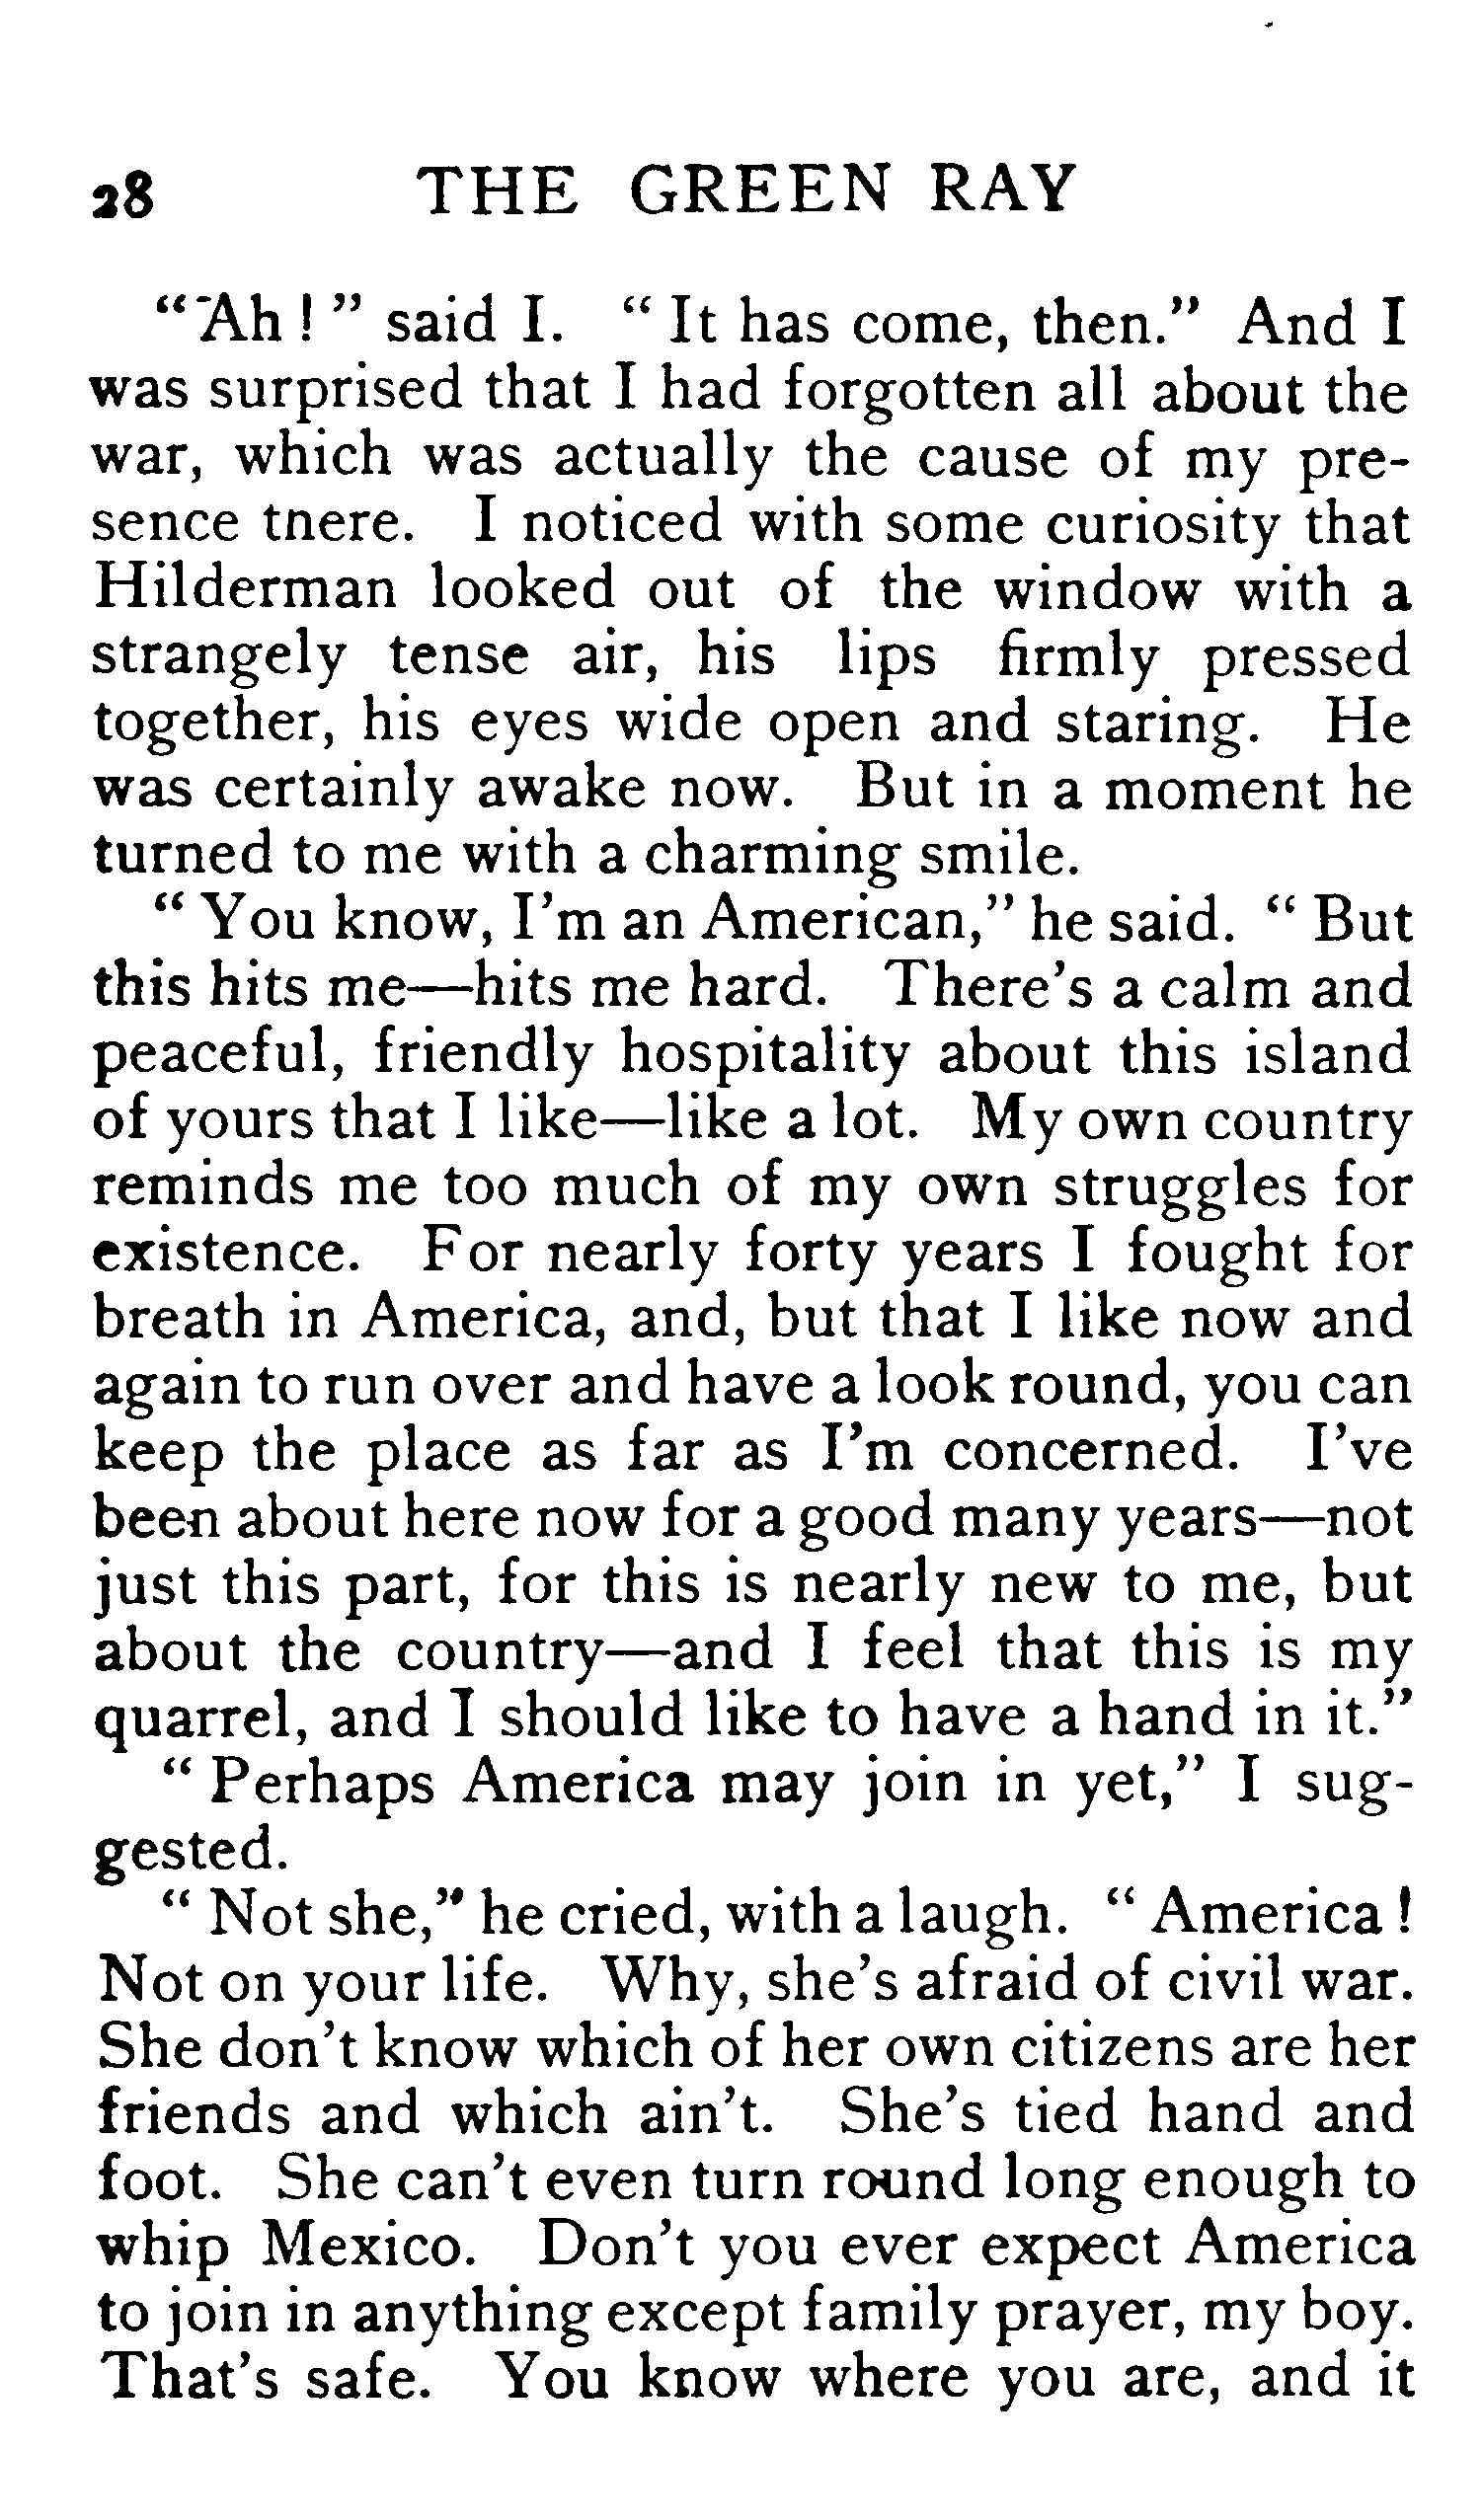 28 THE GREEN RAY
"Ah!" said I. "It has come, then." And I
was surprised that I had forgotten all about the
war, which was actually the cause of my pre-
sence tnere. I noticed with some curiosity that
Hilderman looked out of the window with a
strangely tense air, his lips firmly pressed
together, his eyes wide open and staring. He
was certainly awake now. But in a moment he
turned to me with a charming smile.
"You know, I'm an American," he said. "But
this hits me—hits me hard. There's a calm and
peaceful, friendly hospitality about this island
of yours that I like—like a lot. My own country
reminds me too much of my own struggles for
existence. For nearly forty years I fought for
breath in America, and, but that I like now and
again to run over and have a look round, you can
keep the place as far as I'm concerned. I've
been about here now for a good many years—not
just this part, for this is nearly new to me, but
about the country—and I feel that this is my
quarrel, and I should like to have a hand in it."
"Perhaps America may join in yet," I sug-
gested.
"Not she," he cried, with a laugh. "America!
Not on your life. Why, she's afraid of civil war.
She don't know which of her own citizens are her
friends and which ain't. She's tied hand and
foot. She can't even turn round long enough to
whip Mexico. Don't you ever expect America
to join in anything except family prayer, my boy.
That's safe. You know where you are, and it